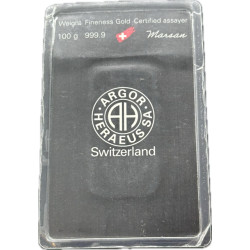 Weight Fineness Gold Certified assayer
100 g 999.9 Marsan
ARGOR HERAEUS SA
AH
Switzerland